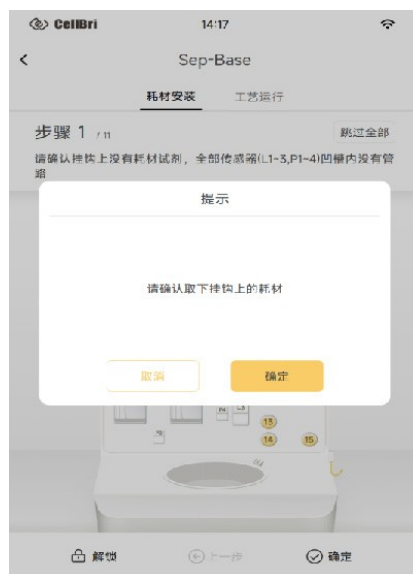 CellBri
14:17
Sep-Base
耗材安装
工艺运行
步骤 1 / 11
跳过全部
请确认挂钩上没有耗材试剂，全部传感器(L1-3,P1-4)凹槽内没有管
路
提示
请确认取下挂钩上的耗材
取消
确定
P4
L3
13
14
15
解锁
上一步
确定